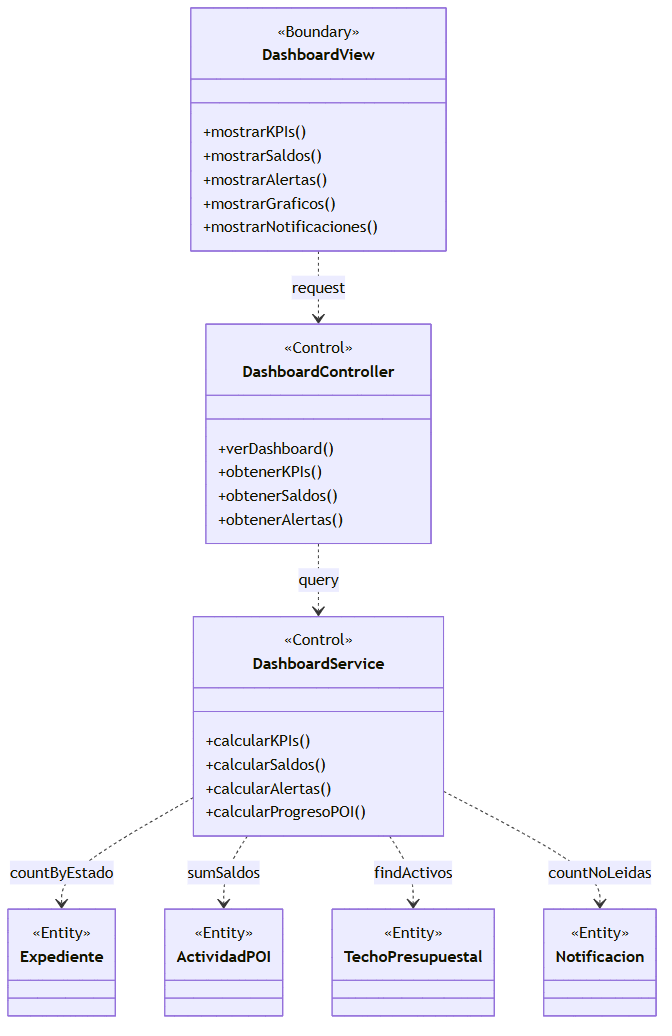 «Boundary»
DashboardView
+mostrarKPIs()
+mostrarSaldos()
+mostrarAlertas()
+mostrarGraficos()
+mostrarNotificaciones()
request
«Control»
DashboardController
+verDashboard()
+obtenerKPIs()
+obtenerSaldos()
+obtenerAlertas()
query
«Control»
DashboardService
+calcularKPIs()
+calcularSaldos()
+calcularAlertas()
+calcularProgresoPOI()
countByEstado
sumSaldos
findActivos
countNoLeidas
«Entity»
Expediente
«Entity»
ActividadPOI
«Entity»
TechoPresupuestal
«Entity»
Notificacion